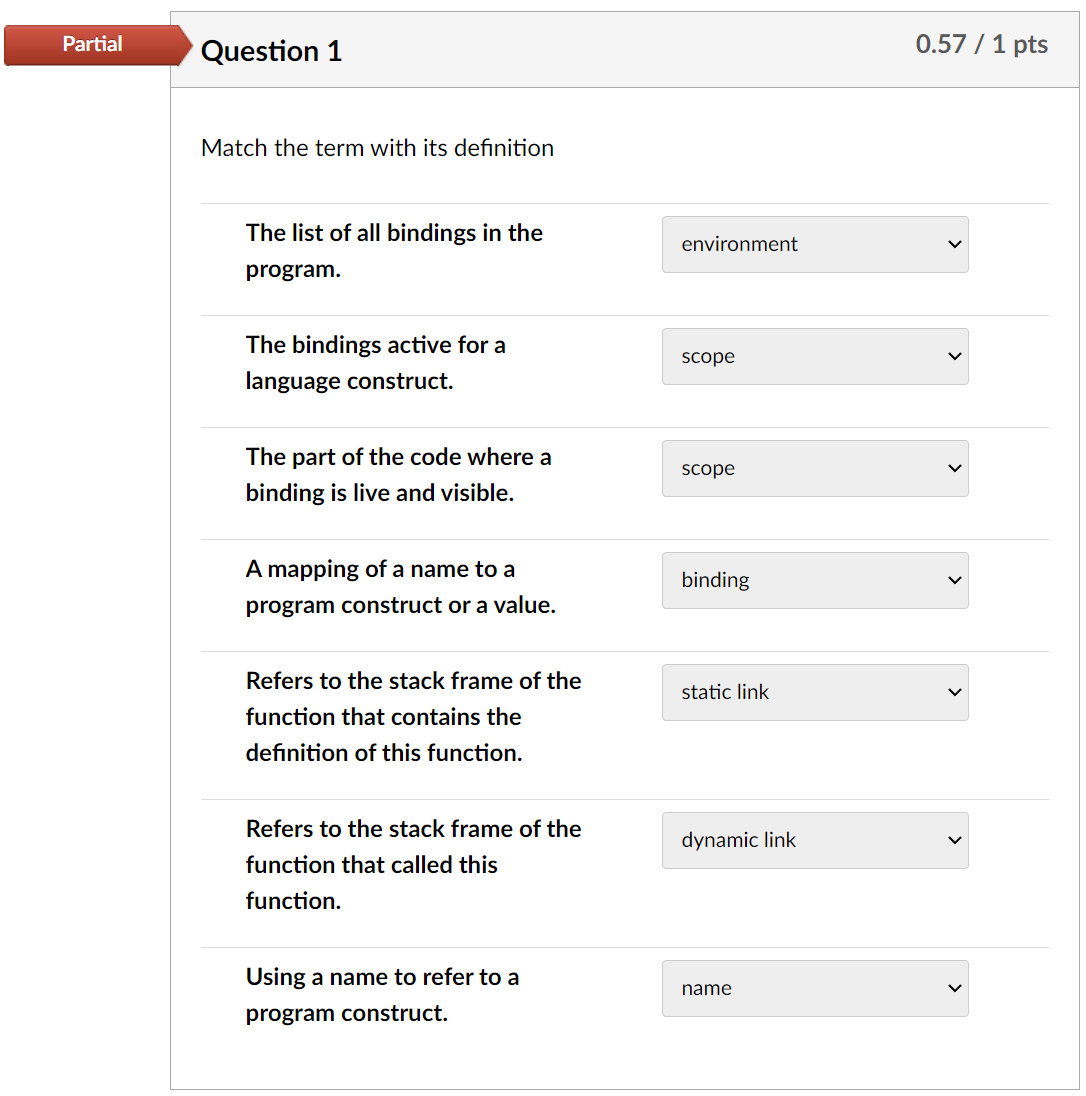 Partial
Question 1
0.57 / 1 pts
Match the term with its definition
The list of all bindings in the
program.
environment
The bindings active for a
language construct.
scope
The part of the code where a
binding is live and visible.
scope
A mapping of a name to a
program construct or a value.
binding
Refers to the stack frame of the
function that contains the
definition of this function.
static link
Refers to the stack frame of the
function that called this
function.
dynamic link
Using a name to refer to a
program construct.
name